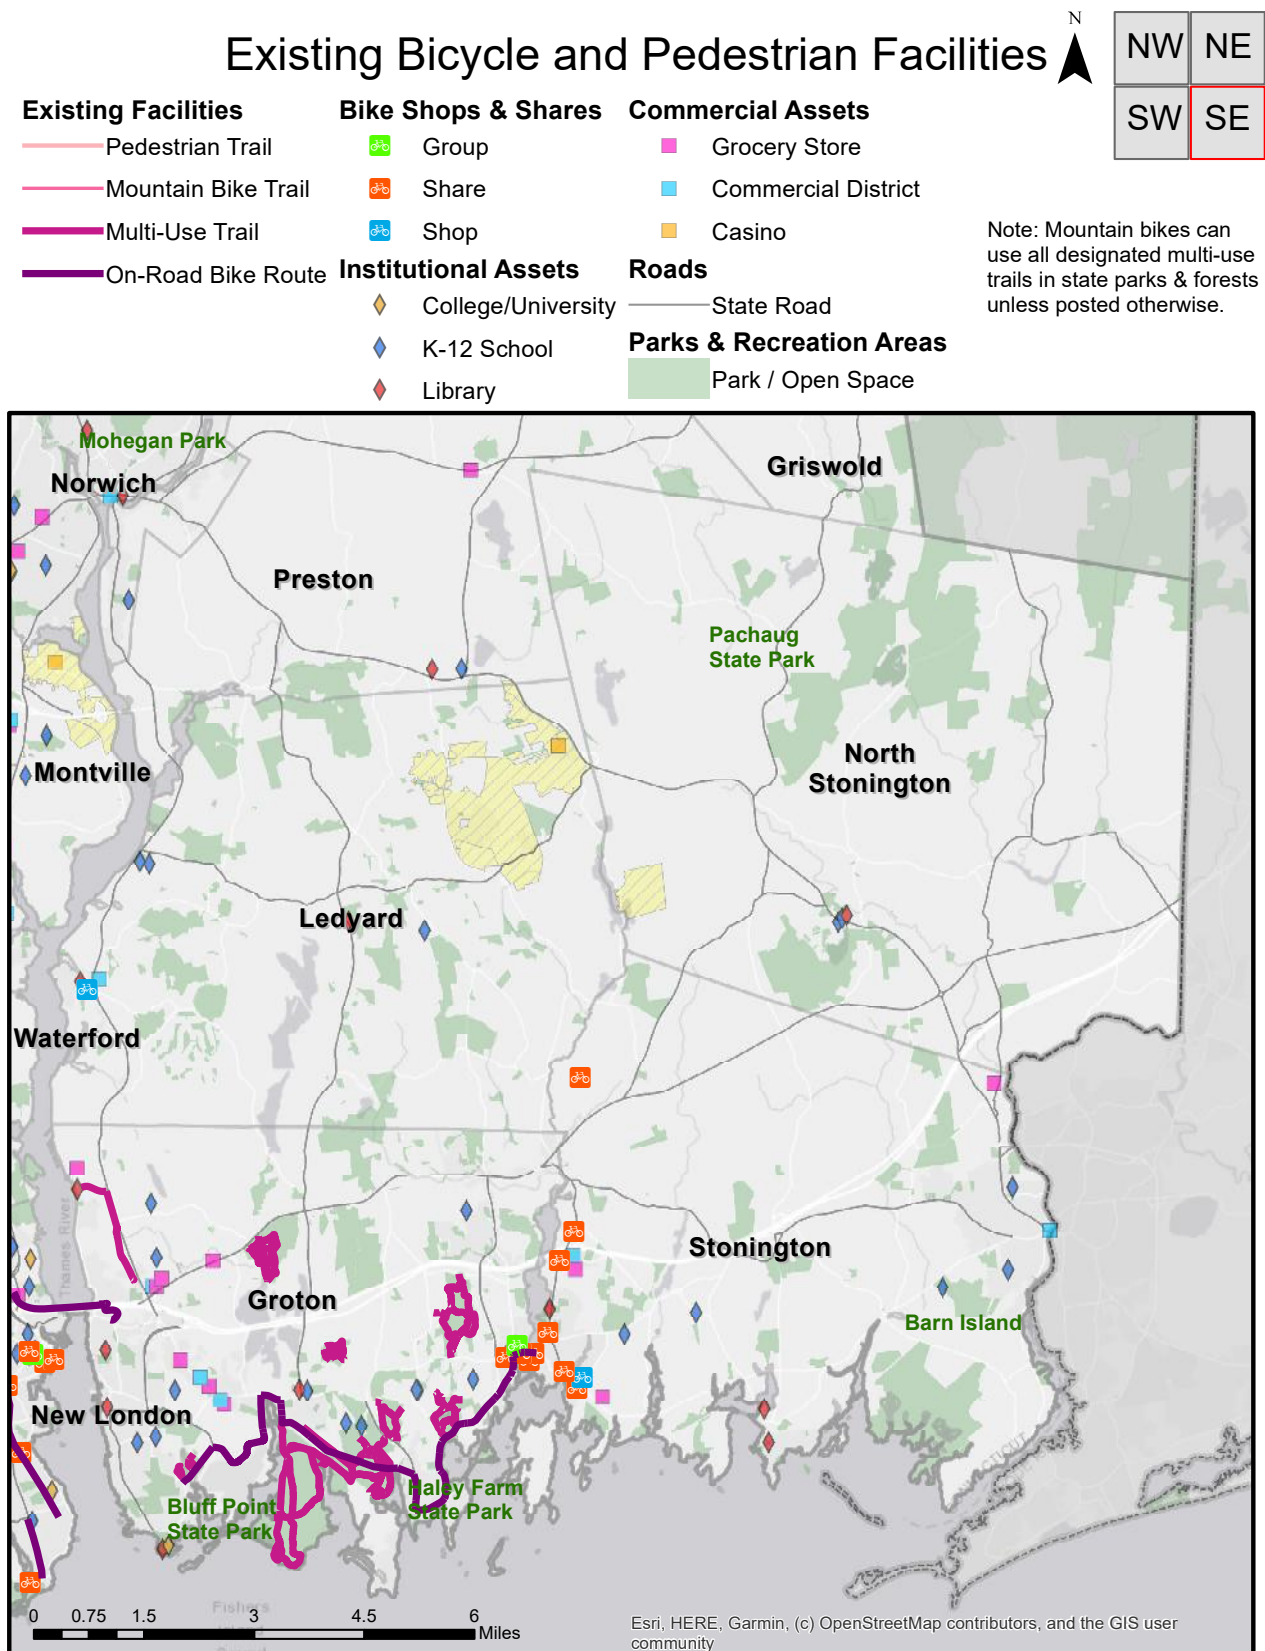 Existing Bicycle and Pedestrian Facilities
N
NW NE
SW SE
Existing Facilities
Pedestrian Trail
Mountain Bike Trail
Multi-Use Trail
On-Road Bike Route
Bike Shops & Shares
Group
Share
Shop
Institutional Assets
College/University
K-12 School
Library
Commercial Assets
Grocery Store
Commercial District
Casino
Roads
State Road
Parks & Recreation Areas
Park / Open Space
Note: Mountain bikes can
use all designated multi-use
trails in state parks & forests
unless posted otherwise.
Mohegan Park
Norwich
Griswold
Preston
Pachaug
State Park
North
Stonington
Montville
Ledyard
Waterford
Thames River
Stonington
Groton
Barn Island
New London
Haley Farm
State Park
Bluff Point
State Park
Fishers
0 0.75 1.5 3 4.5 6
Miles
Esri, HERE, Garmin, (c) OpenStreetMap contributors, and the GIS user
community